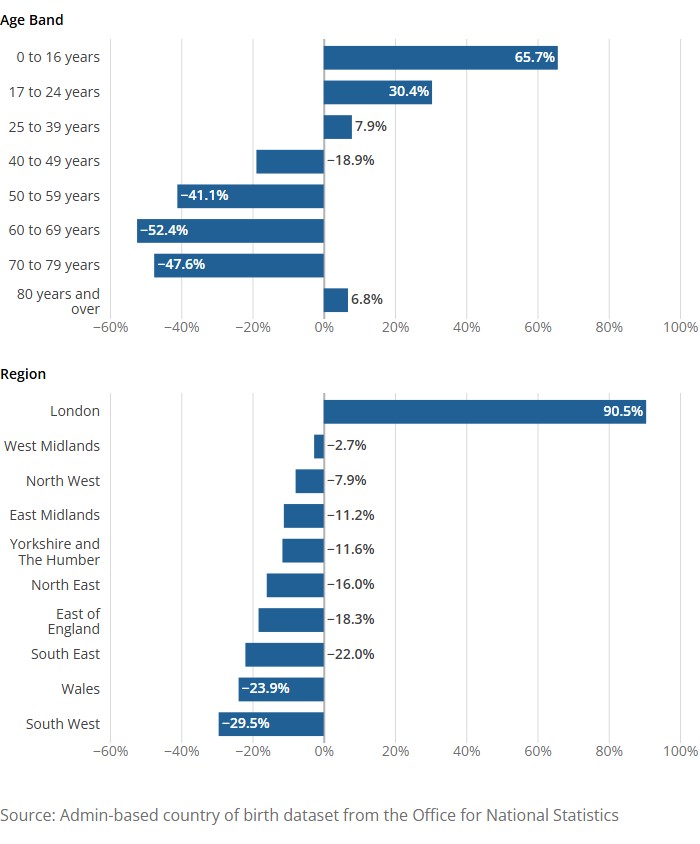 Age Band
0 to 16 years
65.7%
17 to 24 years
30.4%
25 to 39 years
7.9%
40 to 49 years
−18.9%
50 to 59 years
−41.1%
60 to 69 years
−52.4%
70 to 79 years
−47.6%
80 years and
over
6.8%
−60%
−40%
−20%
0%
20%
40%
60%
80%
100%
Region
London
90.5%
West Midlands
−2.7%
North West
−7.9%
East Midlands
−11.2%
Yorkshire and
The Humber
−11.6%
North East
−16.0%
East of
England
−18.3%
South East
−22.0%
Wales
−23.9%
South West
−29.5%
−60%
−40%
−20%
0%
20%
40%
60%
80%
100%
Source: Admin-based country of birth dataset from the Office for National Statistics